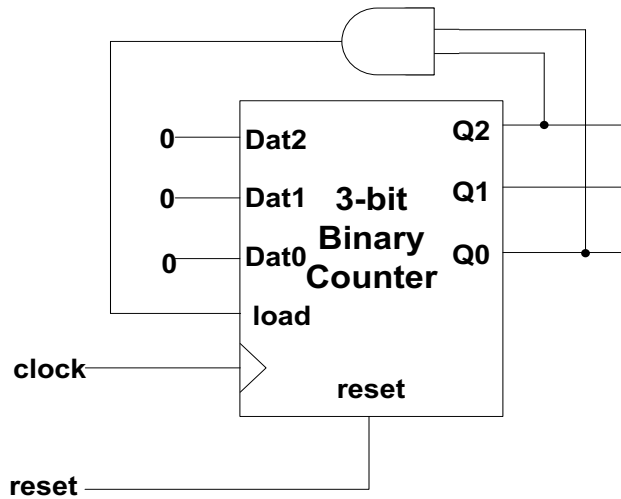 0 Dat2 Q2
0 Dat1 3-bit Q1
Binary
0 Dat0 Counter Q0
load
clock
reset
reset